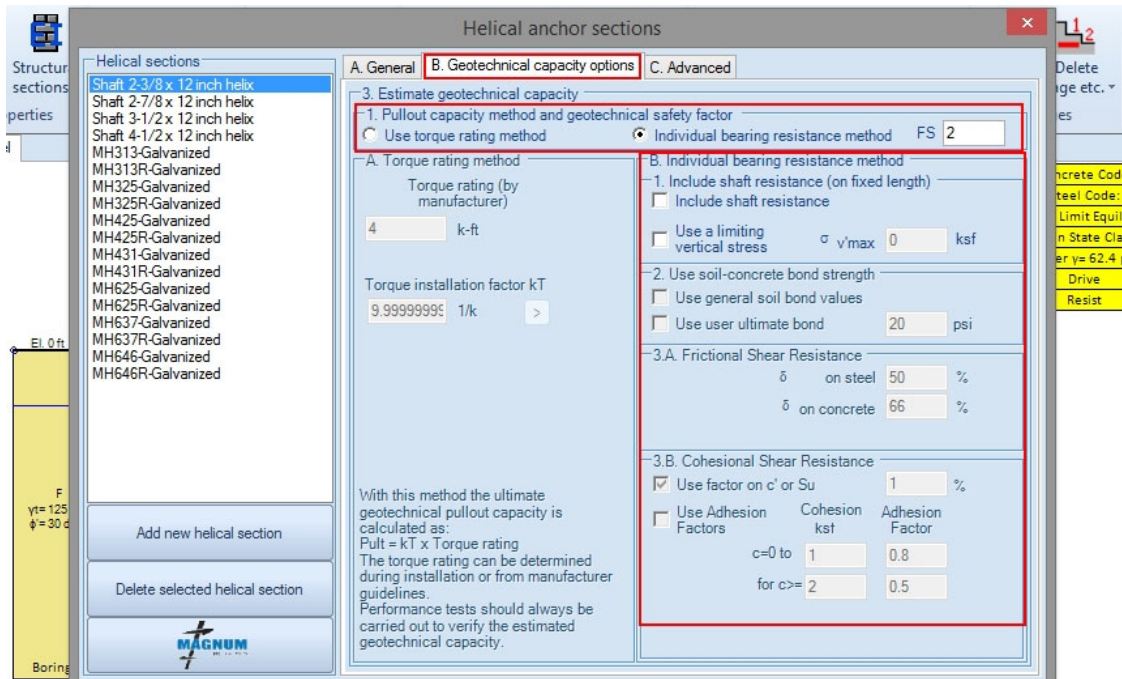 Helical anchor sections
×
Structur
sections
perties
Helical sections
Shaft 2-3/8 x 12 inch helix
Shaft 2-7/8 x 12 inch helix
Shaft 3-1/2 x 12 inch helix
Shaft 4-1/2 x 12 inch helix
MH313-Galvanized
MH313R-Galvanized
MH325-Galvanized
MH325R-Galvanized
MH425-Galvanized
MH425R-Galvanized
MH431-Galvanized
MH431R-Galvanized
MH625-Galvanized
MH625R-Galvanized
MH637-Galvanized
MH637R-Galvanized
MH646-Galvanized
MH646R-Galvanized
Add new helical section
Delete selected helical section
MAGNUM
A. General B. Geotechnical capacity options C. Advanced
3. Estimate geotechnical capacity
1. Pullout capacity method and geotechnical safety factor
Use torque rating method Individual bearing resistance method FS 2
A. Torque rating method
Torque rating (by
manufacturer)
4 k-ft
Torque installation factor kT
9.99999999 1/k >
With this method the ultimate
geotechnical pullout capacity is
calculated as:
Pult = kT x Torque rating
The torque rating can be determined
during installation or from manufacturer
guidelines.
Performance tests should always be
carried out to verify the estimated
geotechnical capacity.
B. Individual bearing resistance method
1. Include shaft resistance (on fixed length)
Include shaft resistance
Use a limiting
vertical stress σ v'max 0 ksf
2. Use soil-concrete bond strength
Use general soil bond values
Use user ultimate bond 20 psi
3.A. Frictional Shear Resistance
δ on steel 50 %
δ on concrete 66 %
3.B. Cohesional Shear Resistance
Use factor on c' or Su 1 %
Use Adhesion
Factors
Cohesion
kst
Adhesion
Factor
c=0 to 1 0.8
for c>= 2 0.5
1 2
Delete
ge etc.
es
ncrete Cod
teel Code:
Limit Equil
n State Cla
er γ= 62.4
Drive
Resist
El. 0 ft
F
γt= 125
ϕ'= 30 d
Boring